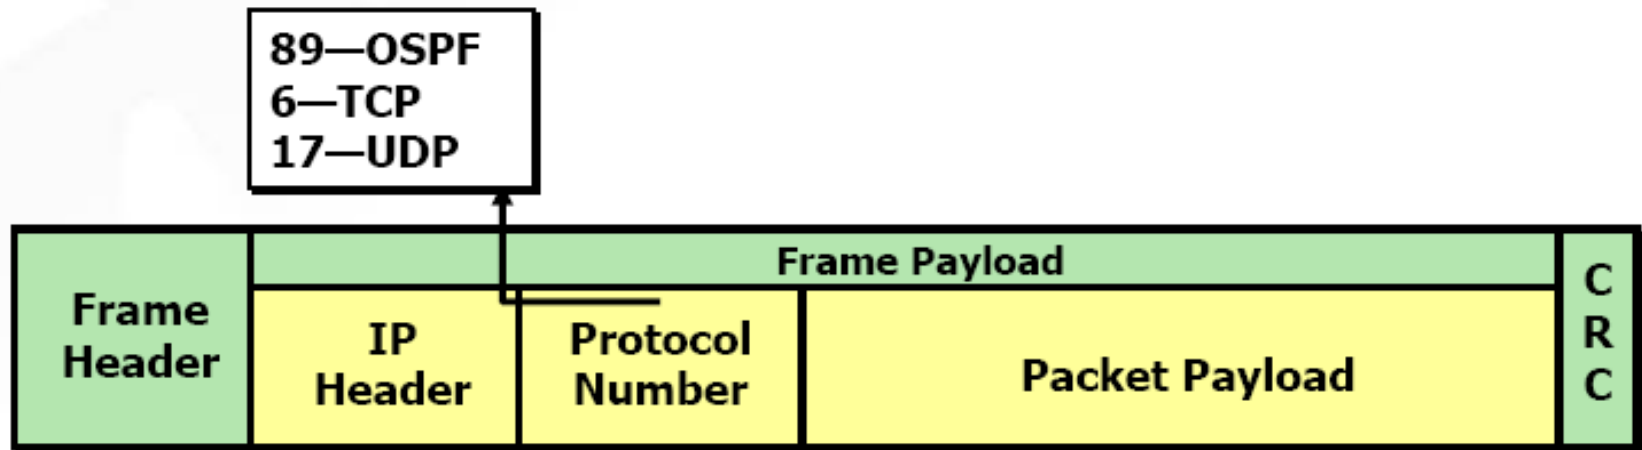 89—OSPF
6—TCP
17—UDP
Frame
Header
Frame Payload
IP
Header
Protocol
Number
Packet Payload
C
R
C